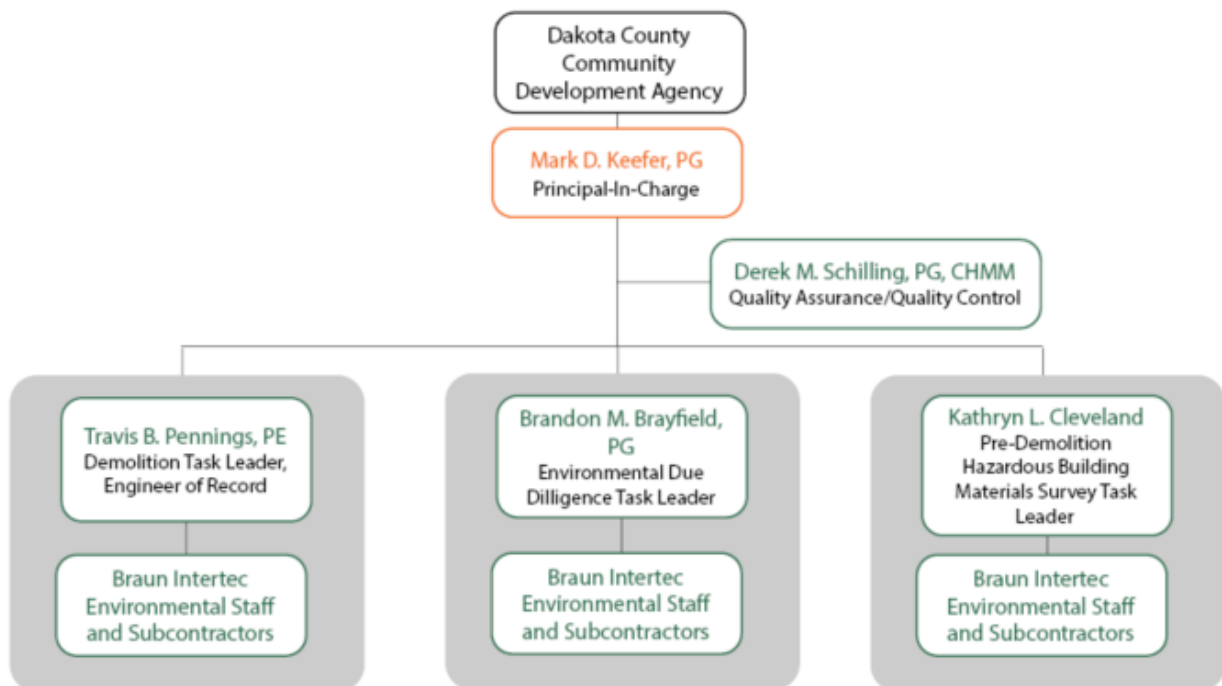 Dakota County
Community
Development Agency
Mark D. Keefer, PG
Principal-In-Charge
Derek M. Schilling, PG, CHMM
Quality Assurance/Quality Control
Travis B. Pennings, PE
Demolition Task Leader,
Engineer of Record
Braun Intertec
Environmental Staff
and Subcontractors
Brandon M. Brayfield,
PG
Environmental Due
Dilligence Task Leader
Braun Intertec
Environmental Staff
and Subcontractors
Kathryn L. Cleveland
Pre-Demolition
Hazardous Building
Materials Survey Task
Leader
Braun Intertec
Environmental Staff
and Subcontractors